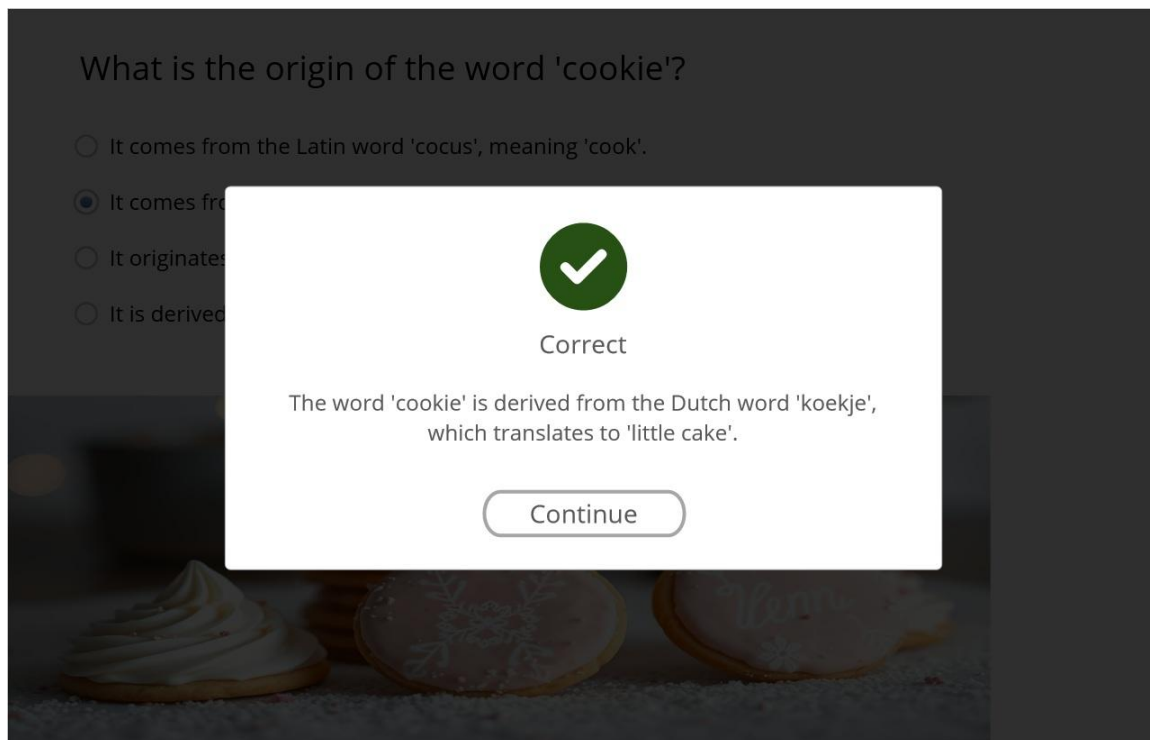 What is the origin of the word 'cookie'?
It comes from the Latin word 'cocus', meaning 'cook'.
It comes
It originates
It is derived
Correct
The word 'cookie' is derived from the Dutch word 'koekje',
which translates to 'little cake'.
Continue